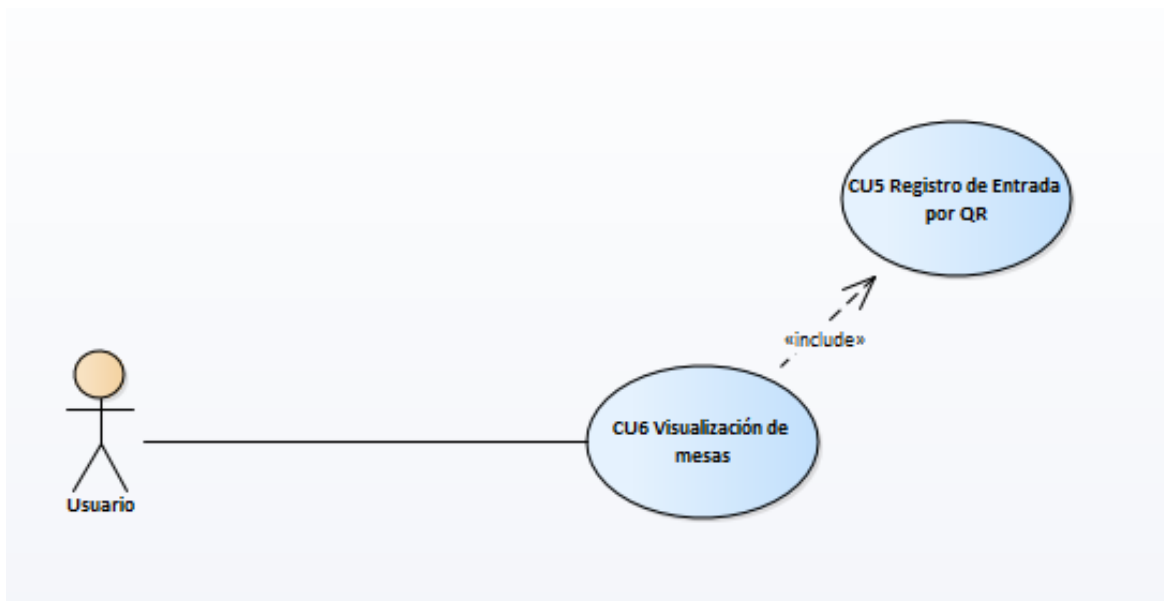 CU5 Registro de Entrada
por QR
«include»
CU6 Visualización de
mesas
Usuario